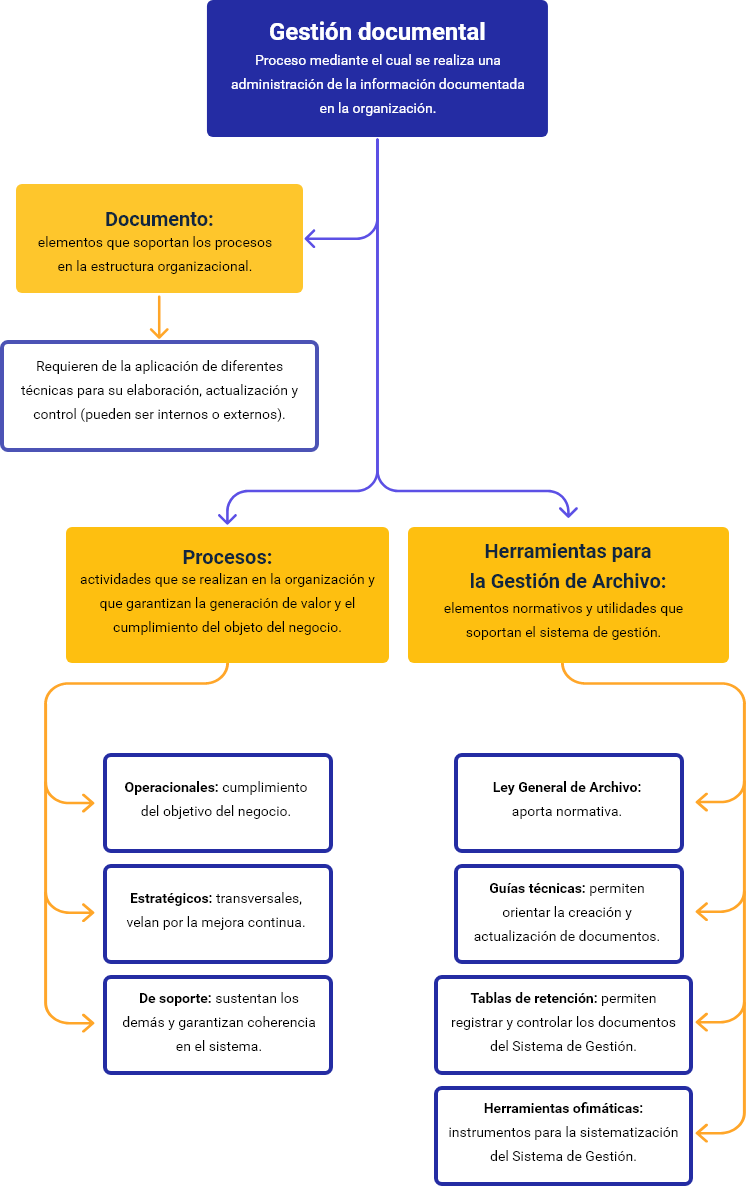 Gestión documental
Proceso mediante el cual se realiza una
administración de la información documentada
en la organización.
Documento:
elementos que soportan los procesos
en la estructura organizacional.
Requieren de la aplicación de diferentes
técnicas para su elaboración, actualización y
control (pueden ser internos o externos).
Procesos:
actividades que se realizan en la organización y
que garantizan la generación de valor y el
cumplimiento del objeto del negocio.
Herramientas para
la Gestión de Archivo:
elementos normativos y utilidades que
soportan el sistema de gestión.
Operacionales: cumplimiento
del objetivo del negocio.
Estratégicos: transversales,
velan por la mejora continua.
De soporte: sustentan los
demás y garantizan coherencia
en el sistema.
Ley General de Archivo:
aporta normativa.
Guías técnicas: permiten
orientar la creación y
actualización de documentos.
Tablas de retención: permiten
registrar y controlar los documentos
del Sistema de Gestión.
Herramientas ofimáticas:
instrumentos para la sistematización
del Sistema de Gestión.